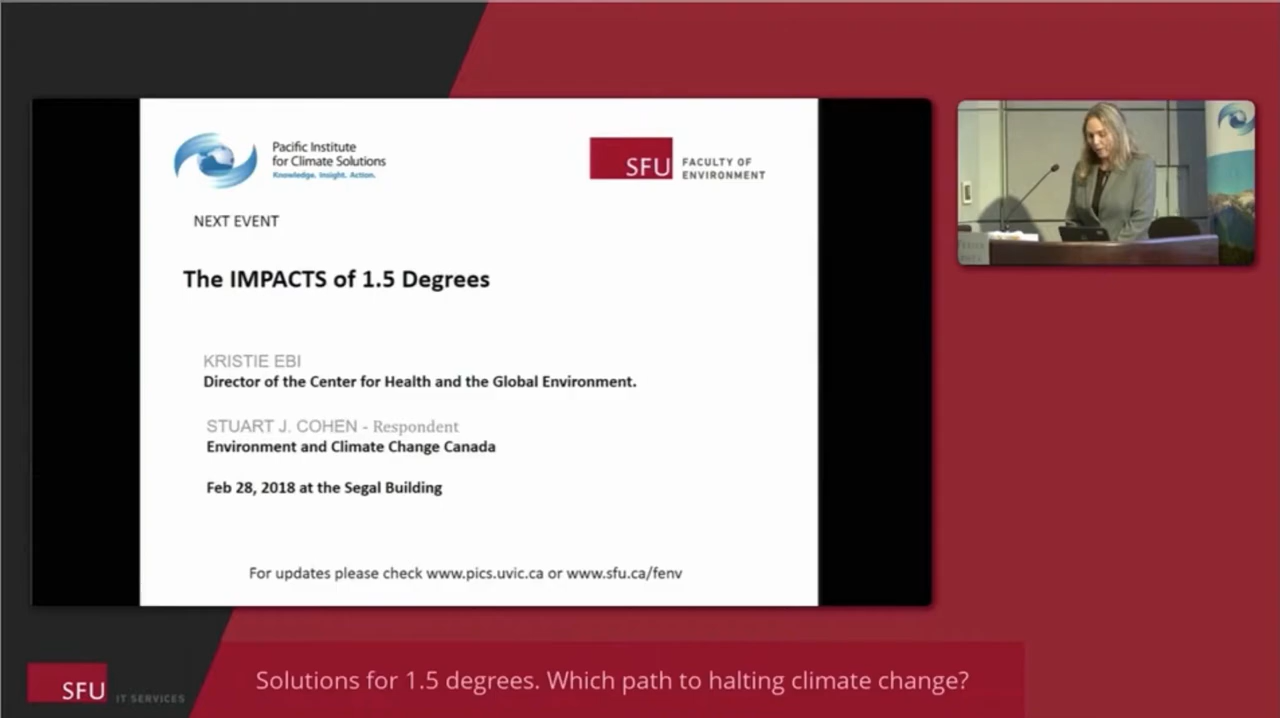 Pacific Institute
for Climate Solutions
Knowledge. Insight. Action.
SFU FACULTY OF
ENVIRONMENT
NEXT EVENT
The IMPACTS of 1.5 Degrees
KRISTIE EBI
Director of the Center for Health and the Global Environment.
STUART J. COHEN - Respondent
Environment and Climate Change Canada
Feb 28, 2018 at the Segal Building
For updates please check www.pics.uvic.ca or www.sfu.ca/fenv
SFU IT SERVICES
Solutions for 1.5 degrees. Which path to halting climate change?